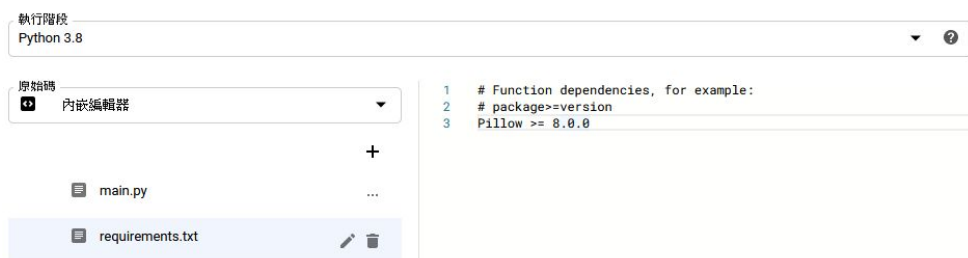 執行階段
Python 3.8
原始碼
內嵌編輯器
main.py
...
requirements.txt
1 # Function dependencies, for example:
2 # package>=version
3 Pillow >= 8.0.0